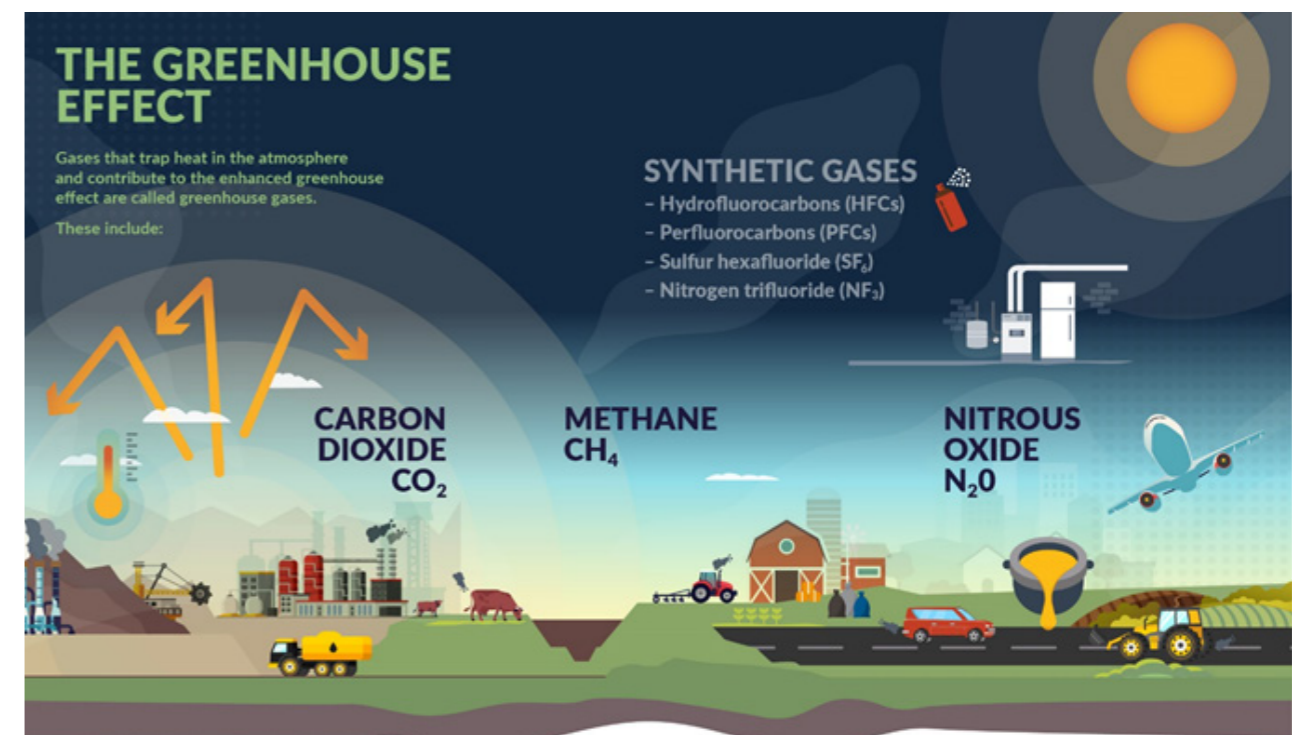 THE GREENHOUSE
EFFECT
Gases that trap heat in the atmosphere
and contribute to the enhanced greenhouse
effect are called greenhouse gases.
These include:
SYNTHETIC GASES
– Hydrofluorocarbons (HFCs)
– Perfluorocarbons (PFCs)
– Sulfur hexafluoride (SF₆)
– Nitrogen trifluoride (NF₃)
CARBON
DIOXIDE
CO₂
METHANE
CH₄
NITROUS
OXIDE
N₂0